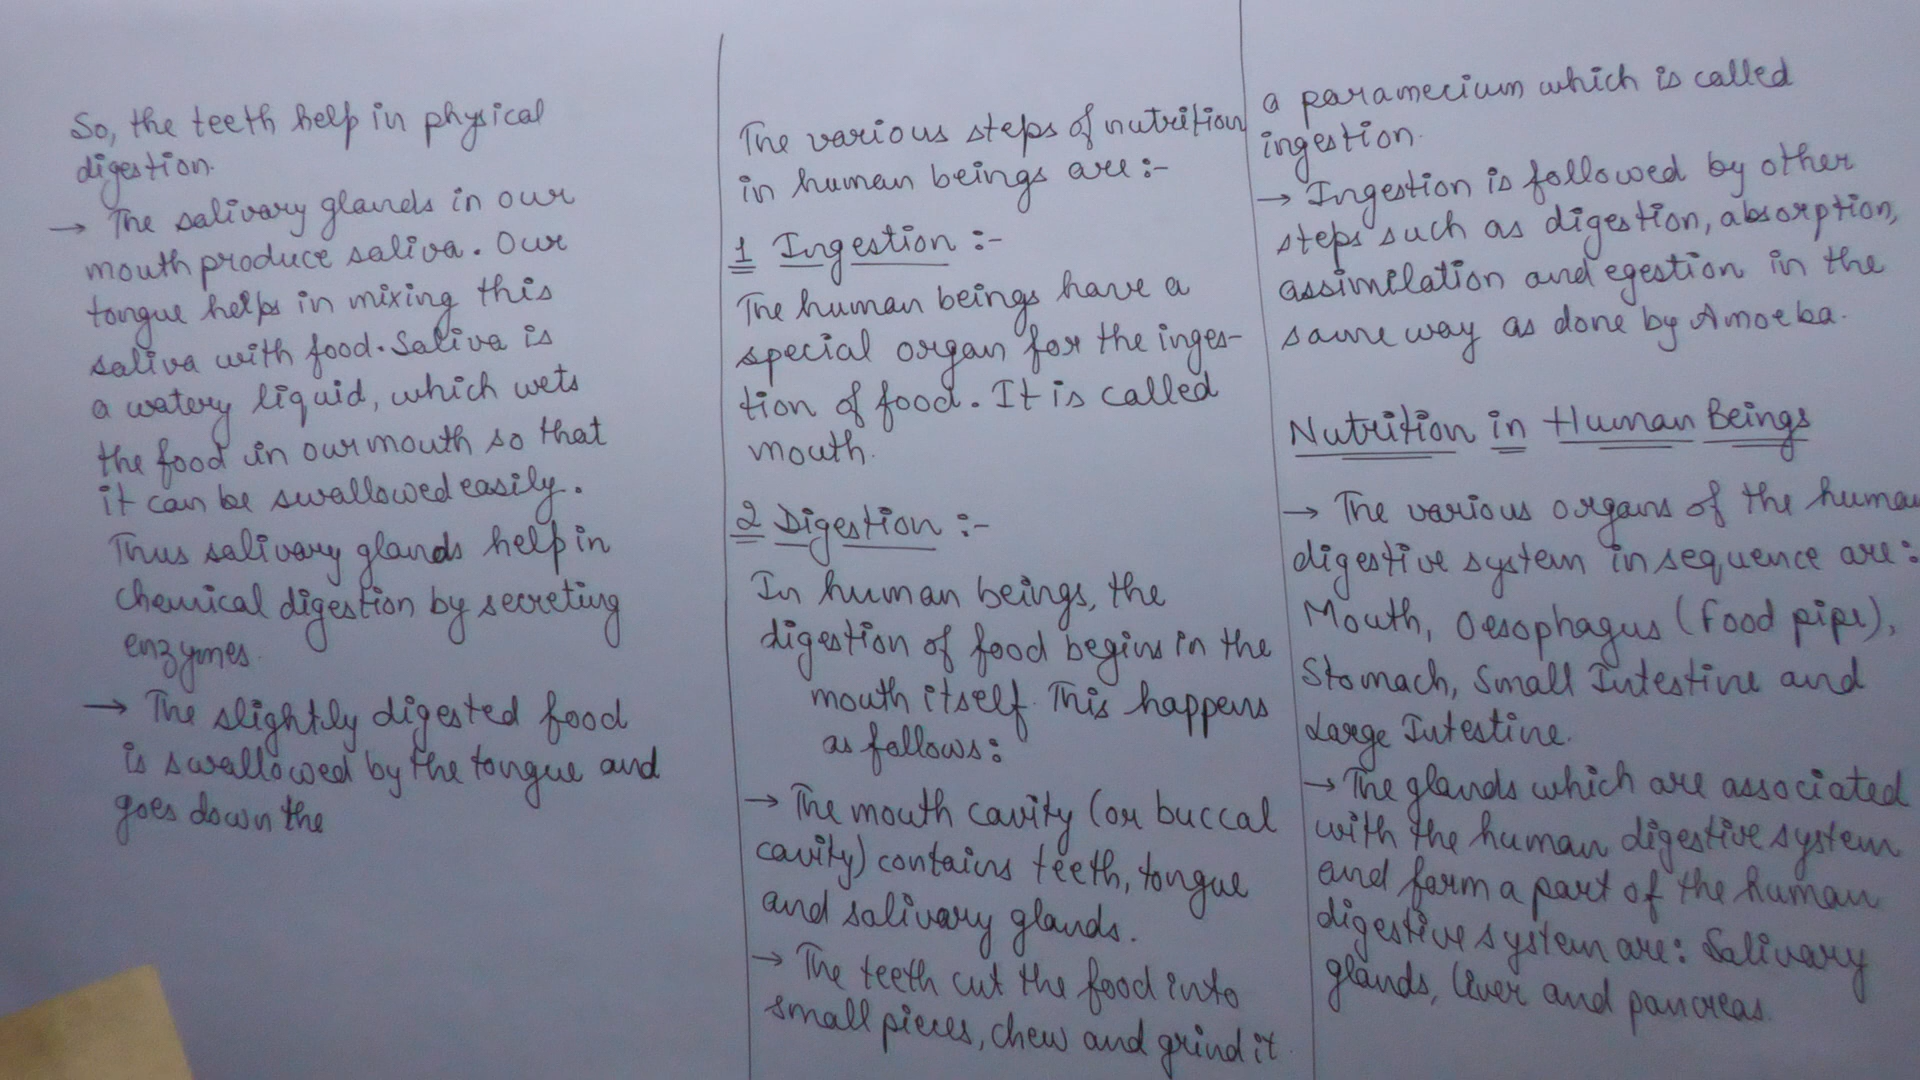 So, the teeth help in physical
digestion.
→ The salivary glands in our
mouth produce saliva. Our
tongue helps in mixing this
saliva with food. Saliva is
a watery liquid, which wets
the food in our mouth so that
it can be swallowed easily.
Thus salivary glands help in
chemical digestion by secreting
enzymes.
→ The slightly digested food
is swallowed by the tongue and
goes down the
The various steps of nutrition
in human beings are :-
1 Ingestion :-
The human beings have a
special organ for the inges-
tion of food. It is called
mouth.
2 Digestion :-
In human beings, the
digestion of food begins in the
mouth itself. This happens
as follows:
→ The mouth cavity (or buccal
cavity) contains teeth, tongue
and salivary glands.
→ The teeth cut the food into
small pieces, chew and grind it.
a paramecium which is called
ingestion.
→ Ingestion is followed by other
steps such as digestion, absorption,
assimilation and egestion in the
same way as done by Amoeba.
Nutrition in Human Beings
→ The various organs of the human
digestive system in sequence are:
Mouth, Oesophagus (Food pipe),
Stomach, Small Intestine and
Large Intestine.
→ The glands which are associated
with the human digestive system
and form a part of the human
digestive system are: Salivary
glands, liver and pancreas.